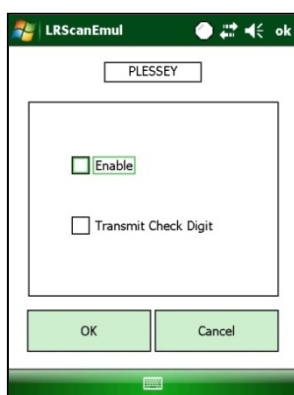 LRScanEmul ok
PLESSEY
Enable
Transmit Check Digit
OK Cancel